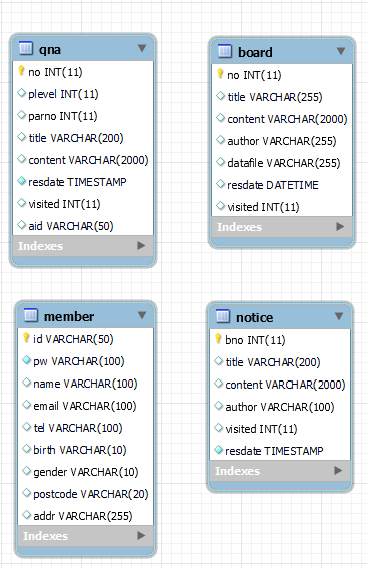 qna
no INT(11)
plevel INT(11)
parno INT(11)
title VARCHAR(200)
content VARCHAR(2000)
resdate TIMESTAMP
visited INT(11)
aid VARCHAR(50)
Indexes
board
no INT(11)
title VARCHAR(255)
content VARCHAR(2000)
author VARCHAR(255)
datafile VARCHAR(255)
resdate DATETIME
visited INT(11)
Indexes
member
id VARCHAR(50)
pw VARCHAR(100)
name VARCHAR(100)
email VARCHAR(100)
tel VARCHAR(100)
birth VARCHAR(10)
gender VARCHAR(10)
postcode VARCHAR(20)
addr VARCHAR(255)
Indexes
notice
bno INT(11)
title VARCHAR(200)
content VARCHAR(2000)
author VARCHAR(100)
visited INT(11)
resdate TIMESTAMP
Indexes